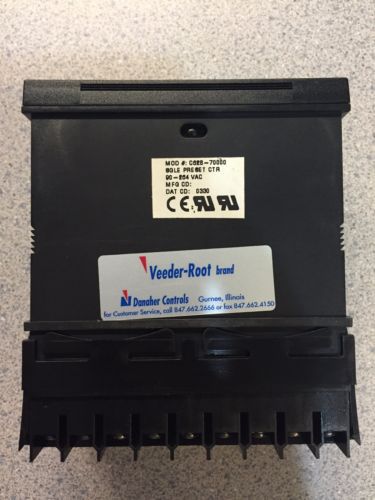 MOD #: C628-70000
SGLE PRESET CTR
90-264 VAC
MFG CD:
DAT CD: 0330
CE
Veeder-Root brand
Danaher Controls Gurnee, Illinois
for Customer Service, call 847.662.2666 or fax 847.662.4150